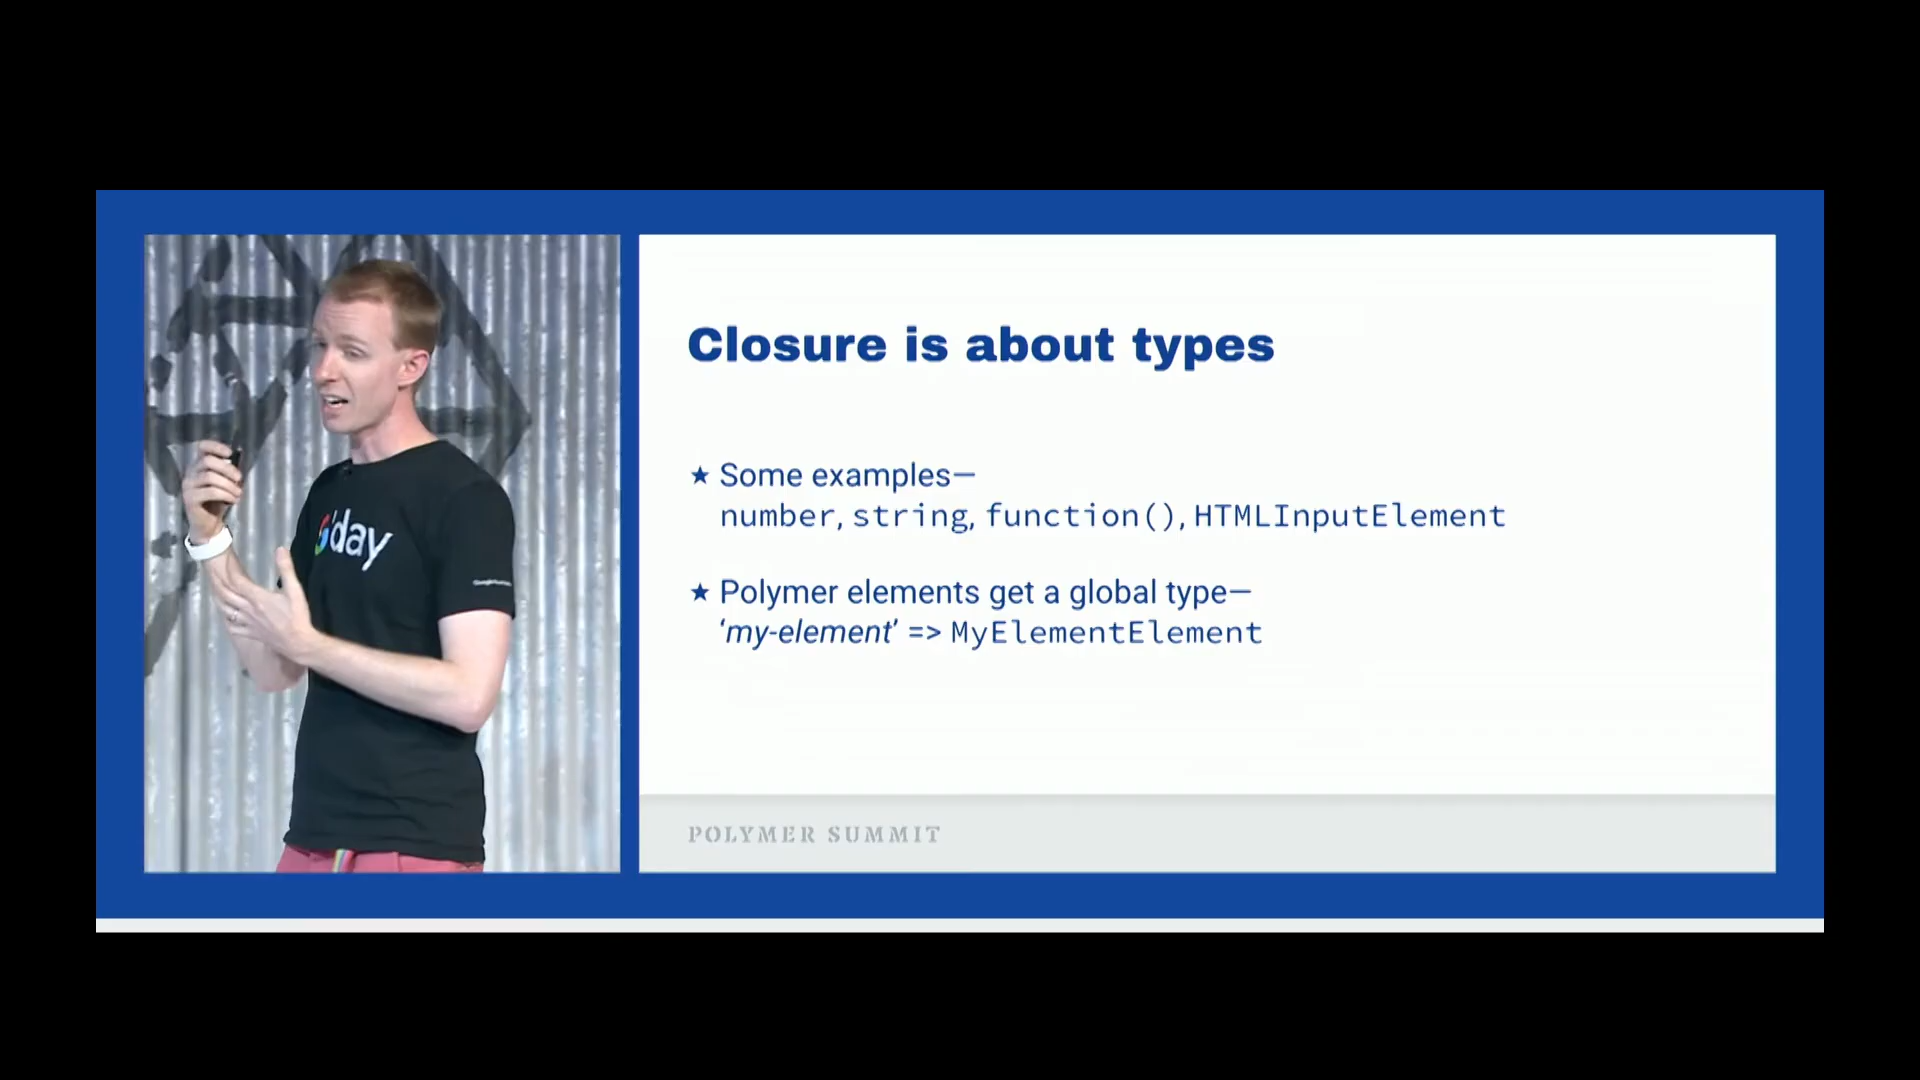 Closure is about types
★ Some examples—
number, string, function(), HTMLInputElement
★ Polymer elements get a global type—
‘my-element’ => MyElementElement
POLYMER SUMMIT
G'day